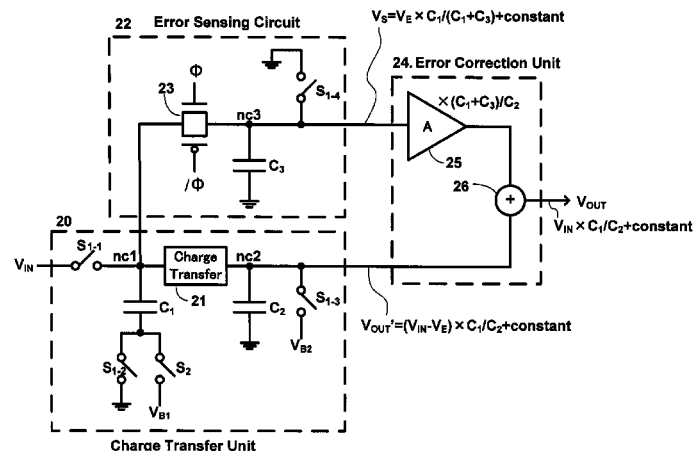 22 Error Sensing Circuit
V_S=V_E×C_1/(C_1+C_3)+constant
24. Error Correction Unit
Φ
23
nc3
S_1-4
×(C_1+C_3)/C_2
A
25
C_3
/Φ
26
+
V_OUT
V_IN×C_1/C_2+constant
20
V_IN
S_1-1
nc1
Charge
Transfer
21
nc2
C_1
C_2
S_1-3
V_B2
V_OUT'=(V_IN-V_E)×C_1/C_2+constant
S_1-2
S_2
V_B1
Charge Transfer Unit